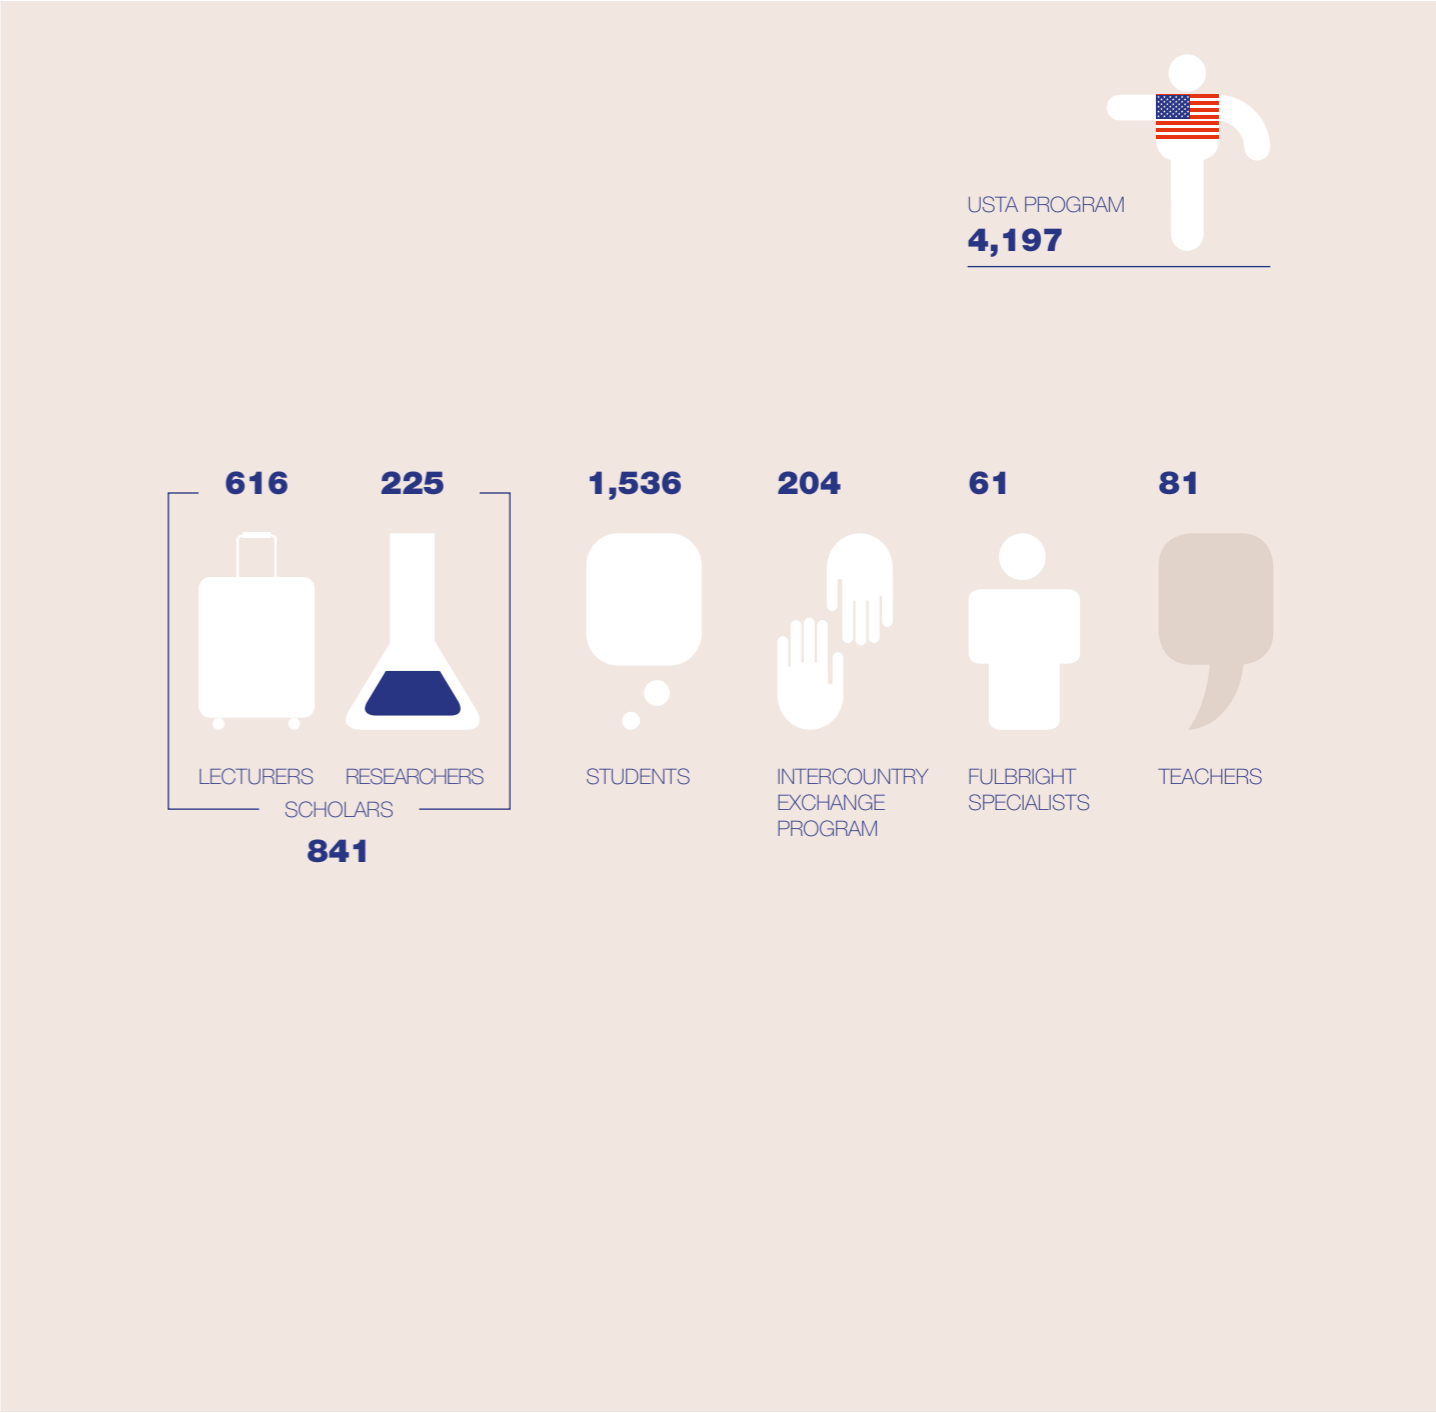 USTA PROGRAM
4,197
616
225
1,536
204
61
81
LECTURERS
RESEARCHERS
SCHOLARS
841
STUDENTS
INTERCOUNTRY
EXCHANGE
PROGRAM
FULBRIGHT
SPECIALISTS
TEACHERS